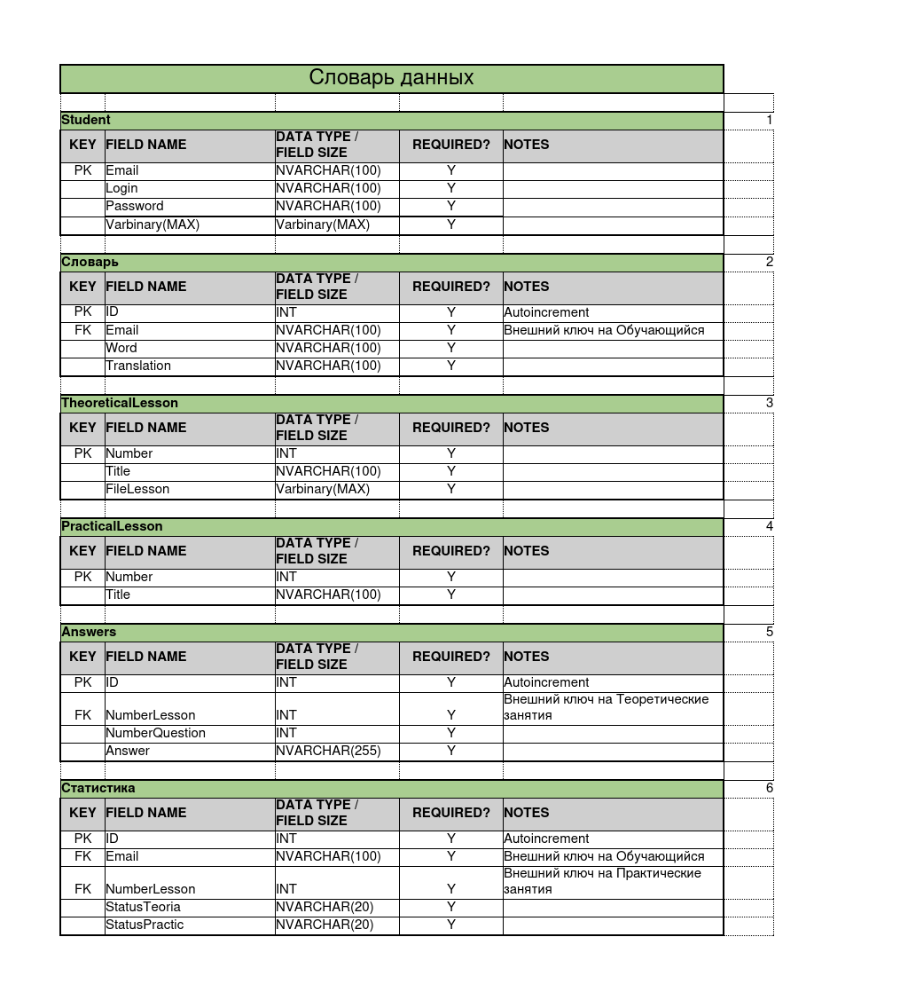 Словарь данных
Student 1
KEY FIELD NAME DATA TYPE / FIELD SIZE REQUIRED? NOTES
PK Email NVARCHAR(100) Y
Login NVARCHAR(100) Y
Password NVARCHAR(100) Y
Varbinary(MAX) Varbinary(MAX) Y
Словарь 2
KEY FIELD NAME DATA TYPE / FIELD SIZE REQUIRED? NOTES
PK ID INT Y Autoincrement
FK Email NVARCHAR(100) Y Внешний ключ на Обучающийся
Word NVARCHAR(100) Y
Translation NVARCHAR(100) Y
TheoreticalLesson 3
KEY FIELD NAME DATA TYPE / FIELD SIZE REQUIRED? NOTES
PK Number INT Y
Title NVARCHAR(100) Y
FileLesson Varbinary(MAX) Y
PracticalLesson 4
KEY FIELD NAME DATA TYPE / FIELD SIZE REQUIRED? NOTES
PK Number INT Y
Title NVARCHAR(100) Y
Answers 5
KEY FIELD NAME DATA TYPE / FIELD SIZE REQUIRED? NOTES
PK ID INT Y Autoincrement
FK NumberLesson INT Y Внешний ключ на Теоретические занятия
NumberQuestion INT Y
Answer NVARCHAR(255) Y
Статистика 6
KEY FIELD NAME DATA TYPE / FIELD SIZE REQUIRED? NOTES
PK ID INT Y Autoincrement
FK Email NVARCHAR(100) Y Внешний ключ на Обучающийся
FK NumberLesson INT Y Внешний ключ на Практические занятия
StatusTeoria NVARCHAR(20) Y
StatusPractic NVARCHAR(20) Y